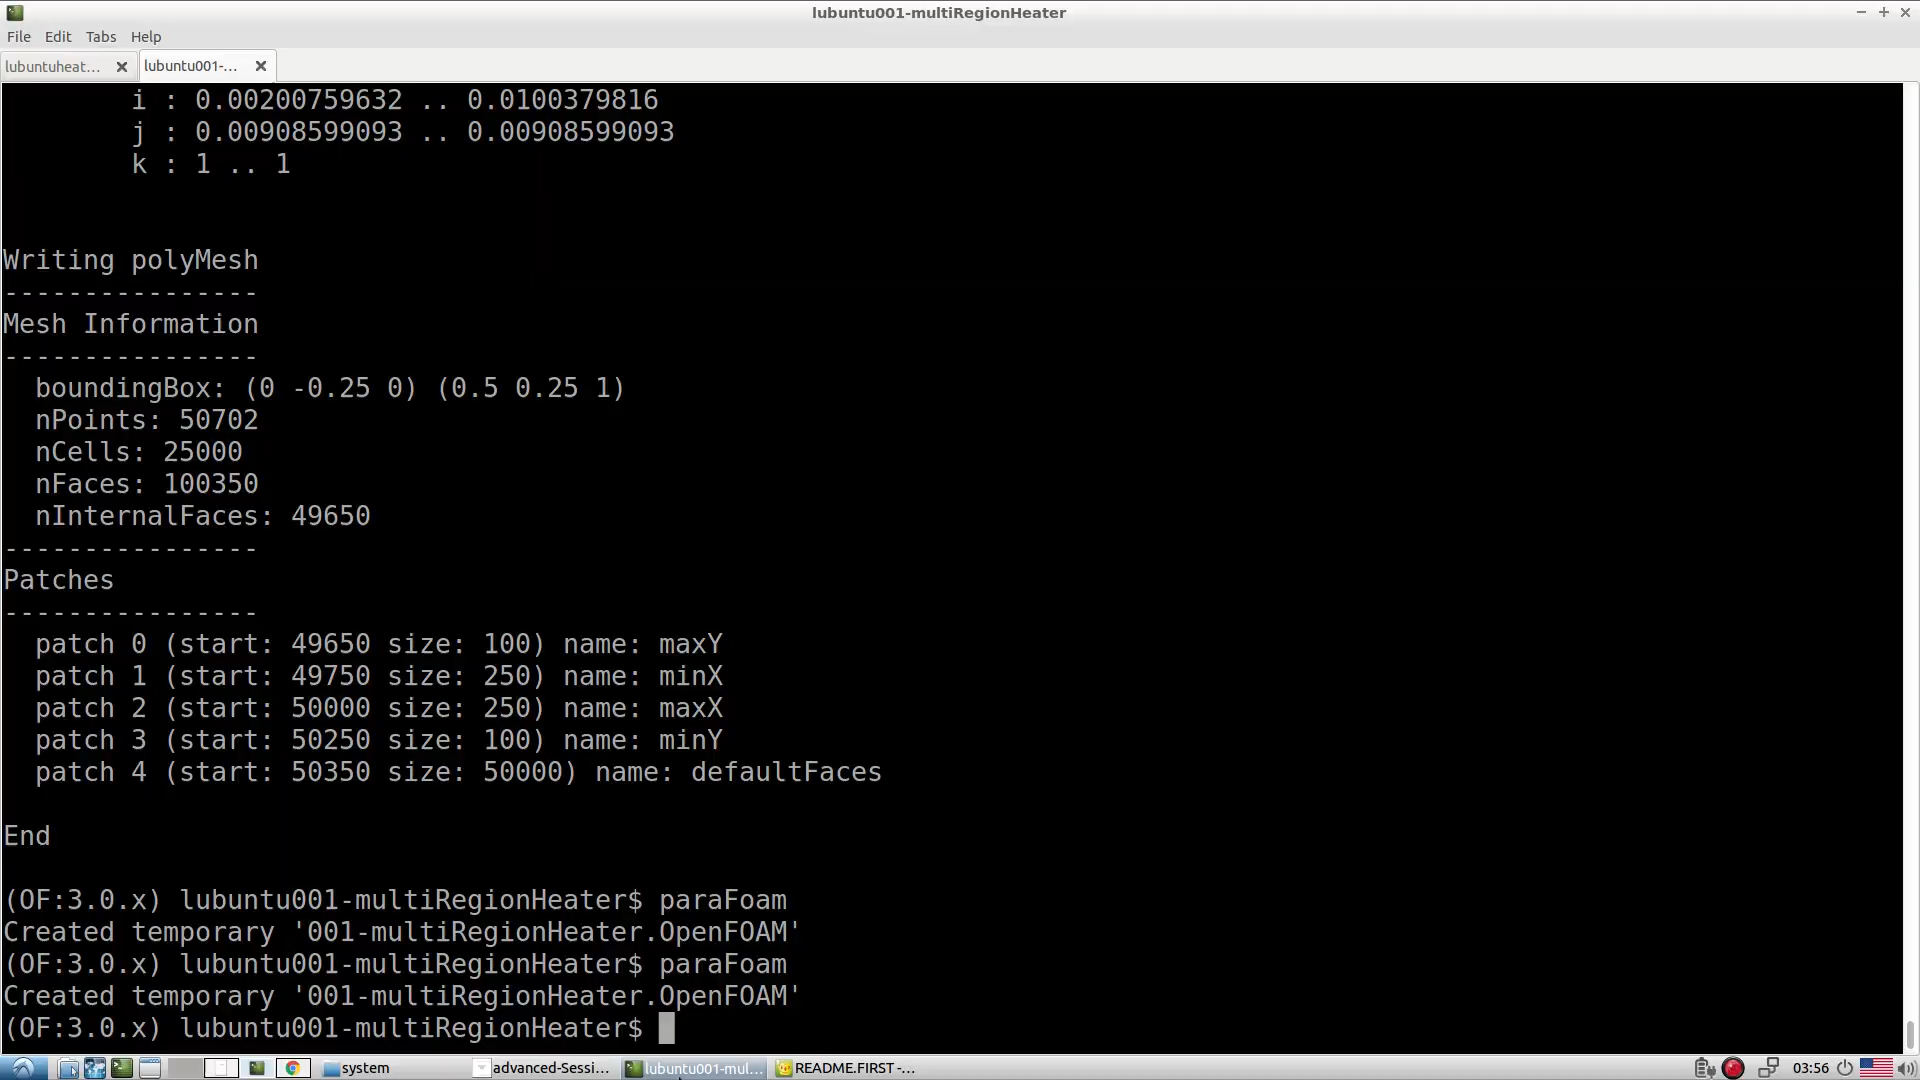 lubuntu001-multiRegionHeater
File Edit Tabs Help
lubuntuheat... lubuntu001-...
i : 0.00200759632 .. 0.0100379816
j : 0.00908599093 .. 0.00908599093
k : 1 .. 1
Writing polyMesh
----------------
Mesh Information
----------------
boundingBox: (0 -0.25 0) (0.5 0.25 1)
nPoints: 50702
nCells: 25000
nFaces: 100350
nInternalFaces: 49650
----------------
Patches
----------------
patch 0 (start: 49650 size: 100) name: maxY
patch 1 (start: 49750 size: 250) name: minX
patch 2 (start: 50000 size: 250) name: maxX
patch 3 (start: 50250 size: 100) name: minY
patch 4 (start: 50350 size: 50000) name: defaultFaces
End
(OF:3.0.x) lubuntu001-multiRegionHeater$ paraFoam
Created temporary '001-multiRegionHeater.OpenFOAM'
(OF:3.0.x) lubuntu001-multiRegionHeater$ paraFoam
Created temporary '001-multiRegionHeater.OpenFOAM'
(OF:3.0.x) lubuntu001-multiRegionHeater$
system advanced-Sessi... lubuntu001-mul... README.FIRST -... 03:56